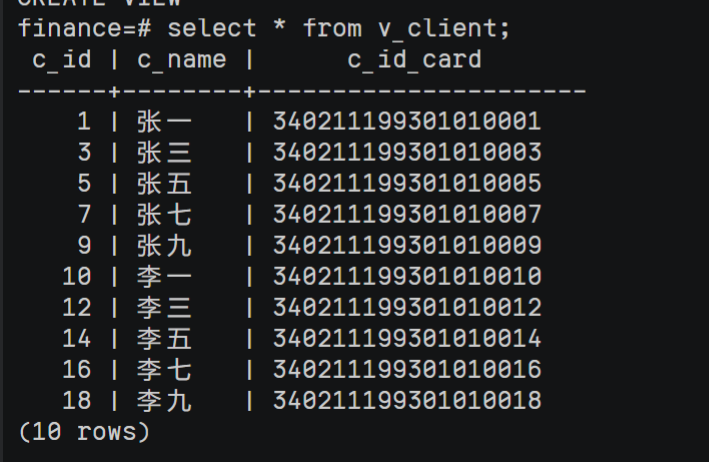 CREATE VIEW
finance=# select * from v_client;
 c_id | c_name |      c_id_card
------+--------+----------------------
    1 | 张一   | 340211199301010001
    3 | 张三   | 340211199301010003
    5 | 张五   | 340211199301010005
    7 | 张七   | 340211199301010007
    9 | 张九   | 340211199301010009
   10 | 李一   | 340211199301010010
   12 | 李三   | 340211199301010012
   14 | 李五   | 340211199301010014
   16 | 李七   | 340211199301010016
   18 | 李九   | 340211199301010018
(10 rows)